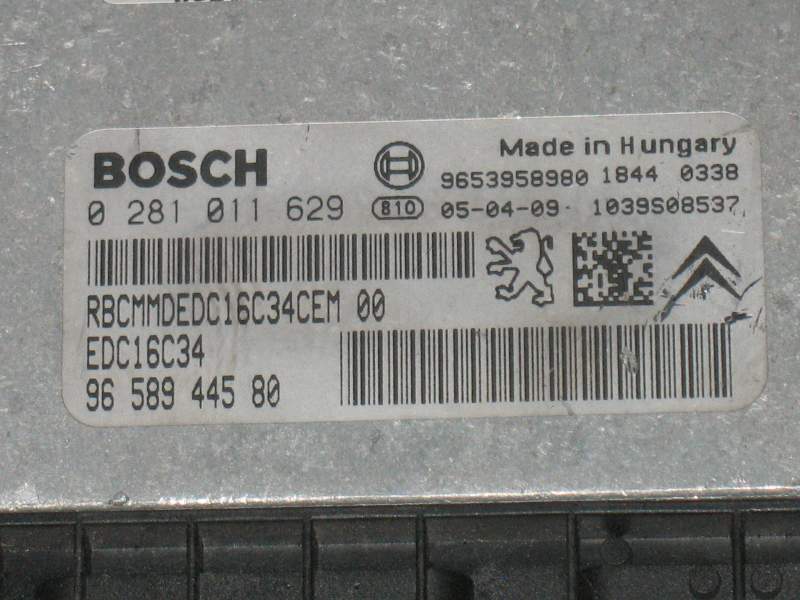 BOSCH
Made in Hungary
9653958980 1844 0338
0 281 011 629 810 05-04-09 1039S08537
RBCMMDEDC16C34CEM 00
EDC16C34
96 589 445 80